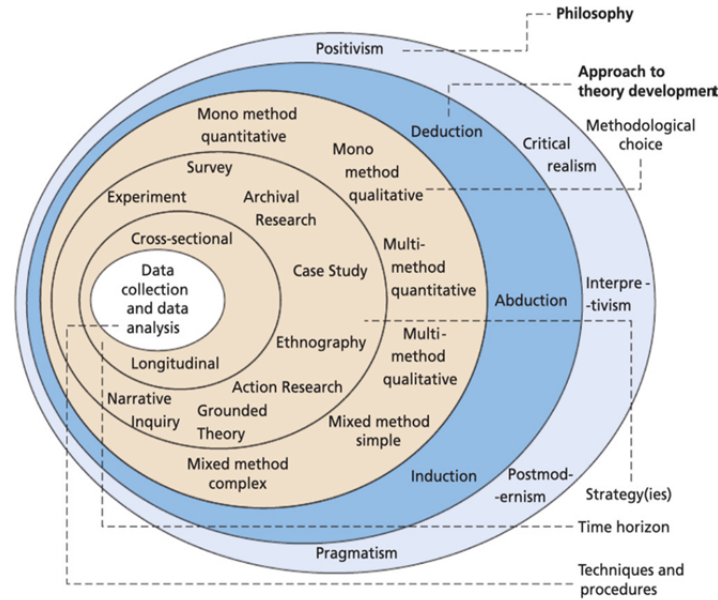 Philosophy
Positivism
Approach to
theory development
Mono method
quantitative
Deduction
Methodological
choice
Critical
realism
Mono
method
qualitative
Survey
Experiment
Archival
Research
Cross-sectional
Multi-
method
quantitative
Case Study
Data
collection
and data
analysis
Abduction
Interpre-
-tivism
Ethnography
Multi-
method
qualitative
Longitudinal
Action Research
Narrative
Inquiry
Grounded
Theory
Mixed method
simple
Mixed method
complex
Induction
Postmod-
-ernism
Strategy(ies)
Time horizon
Pragmatism
Techniques and
procedures